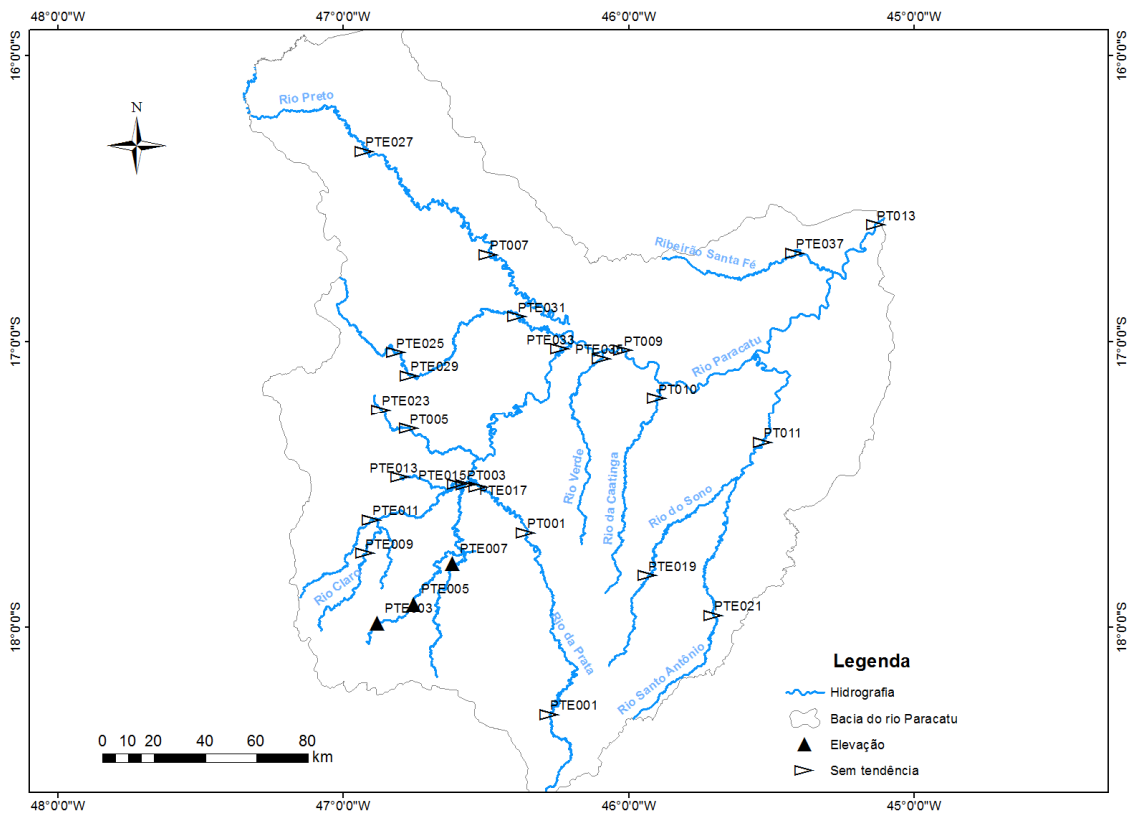 48°0'0"W
47°0'0"W
46°0'0"W
45°0'0"W
16°0'0"S
16°0'0"S
Rio Preto
N
PTE027
PT013
PT007
Ribeirão Santa Fé
PTE037
PTE031
17°0'0"S
17°0'0"S
PTE025
PTE033
PTE035
PT009
PTE029
Rio Paracatu
PTE023
PT010
PT005
PT011
PTE013
PTE015
PT003
PTE017
Rio Verde
Rio da Caatinga
Rio do Sono
PTE011
PT001
PTE009
PTE007
Rio Claro
PTE005
PTE019
PTE003
PTE021
18°0'0"S
18°0'0"S
Rio da Prata
Rio Santo Antônio
PTE001
Legenda
Hidrografia
Bacia do rio Paracatu
Elevação
Sem tendência
0 10 20 40 60 80
km
48°0'0"W
47°0'0"W
46°0'0"W
45°0'0"W